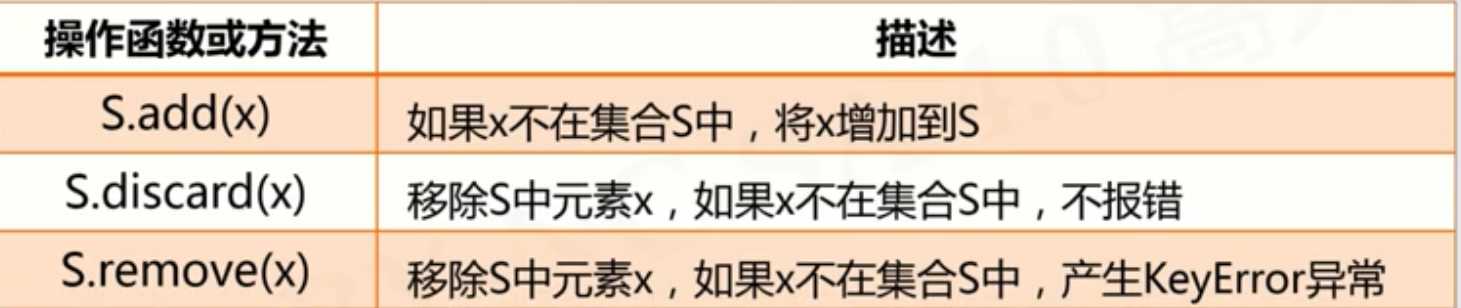 操作函数或方法 描述
S.add(x) 如果x不在集合S中，将x增加到S
S.discard(x) 移除S中元素x，如果x不在集合S中，不报错
S.remove(x) 移除S中元素x，如果x不在集合S中，产生KeyError异常